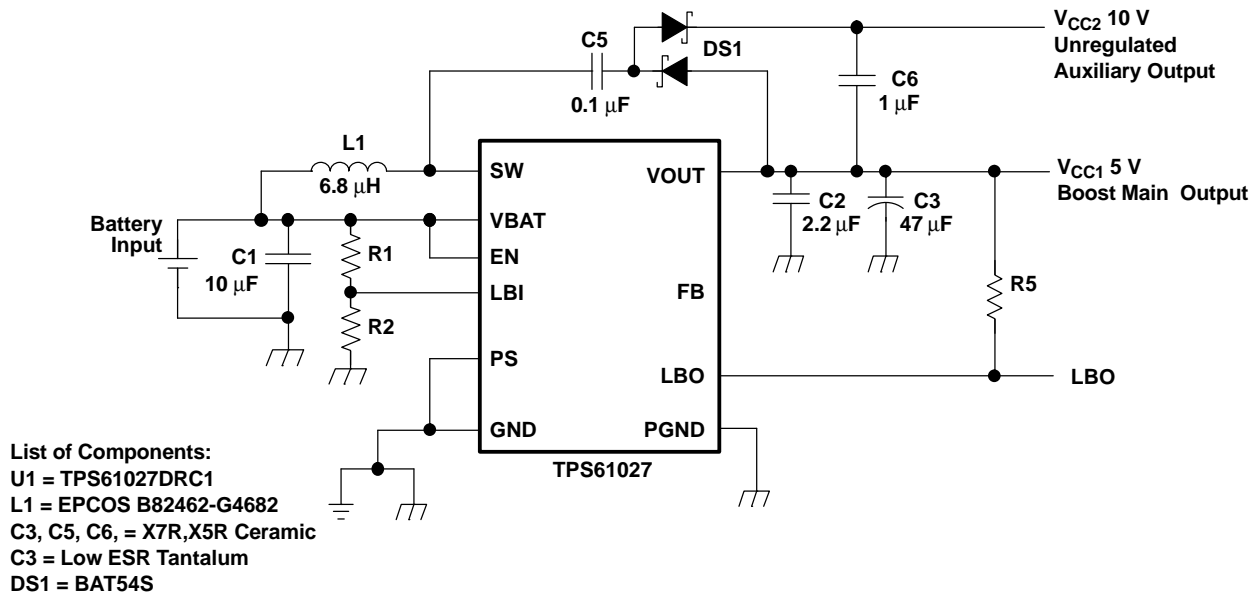 VCC2 10 V
Unregulated
Auxiliary Output
C5
DS1
0.1 μF
C6
1 μF
L1
6.8 μH
SW
VOUT
VCC1 5 V
Boost Main Output
Battery
Input
VBAT
C2
2.2 μF
C3
47 μF
C1
10 μF
R1
EN
LBI
FB
R5
R2
PS
LBO
LBO
GND
PGND
TPS61027
List of Components:
U1 = TPS61027DRC1
L1 = EPCOS B82462-G4682
C3, C5, C6, = X7R,X5R Ceramic
C3 = Low ESR Tantalum
DS1 = BAT54S